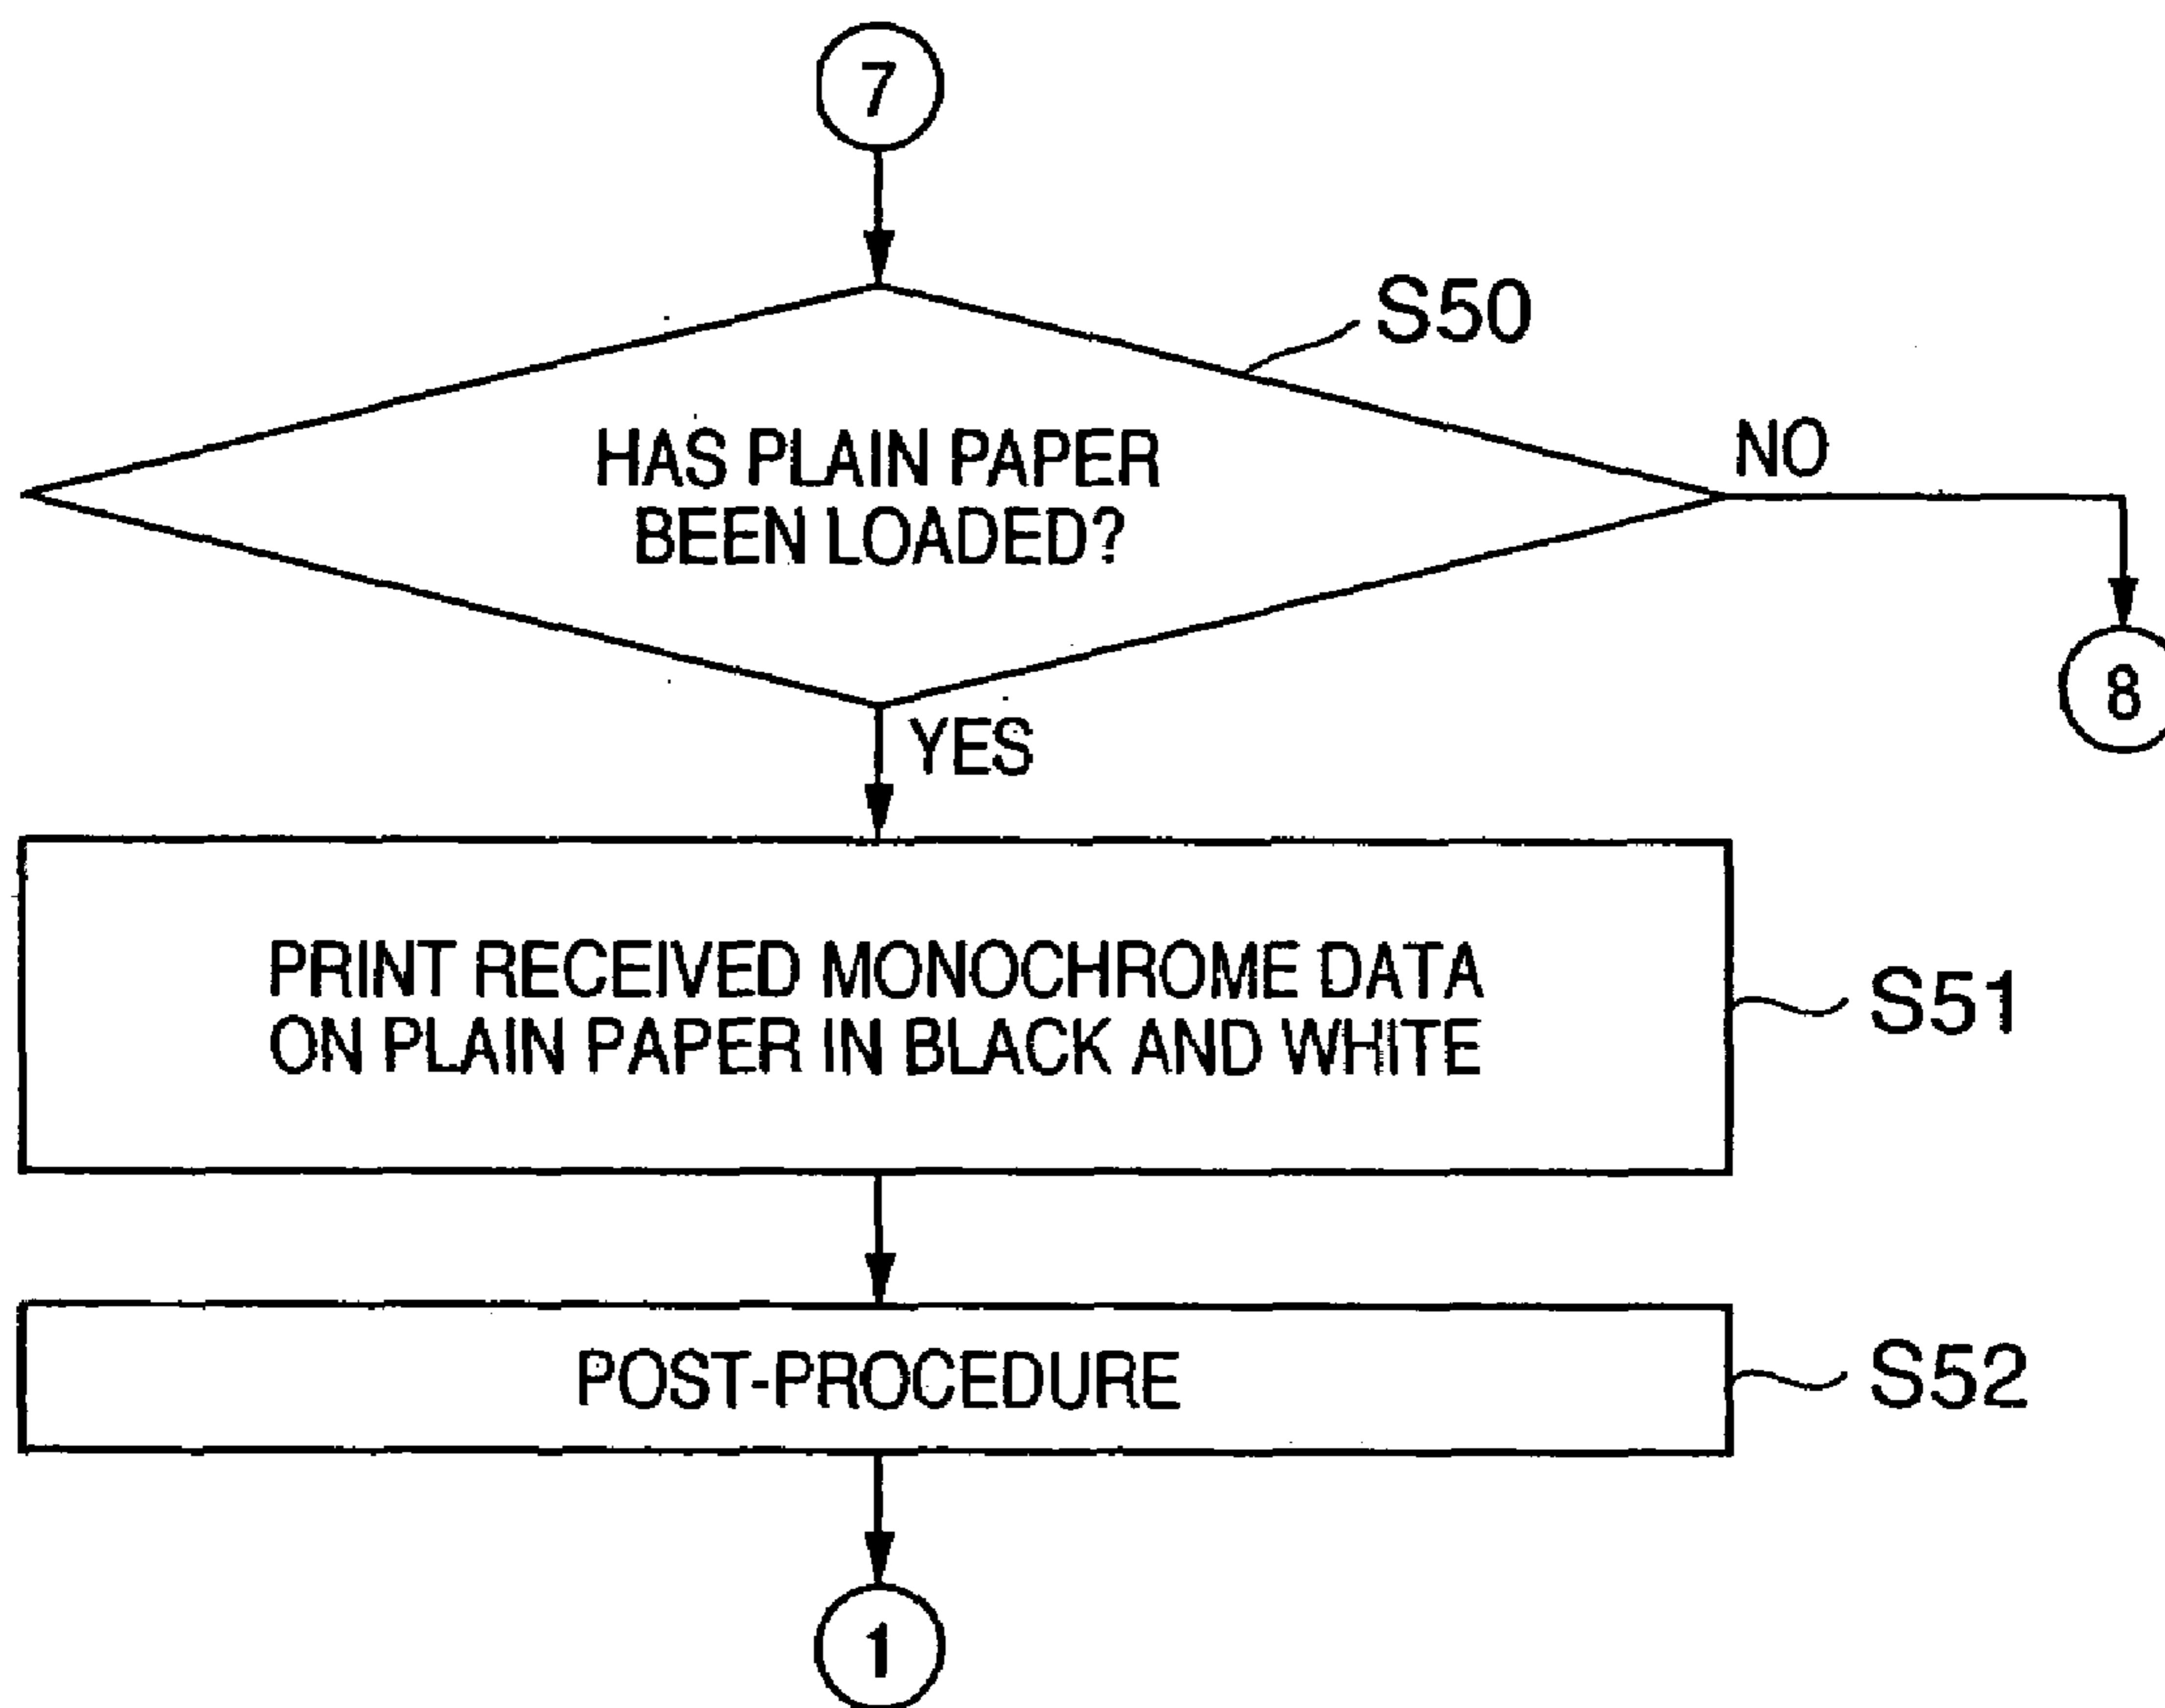 7
S50
HAS PLAIN PAPER
BEEN LOADED?
NO
8
YES
PRINT RECEIVED MONOCHROME DATA
ON PLAIN PAPER IN BLACK AND WHITE
S51
POST-PROCEDURE
S52
1